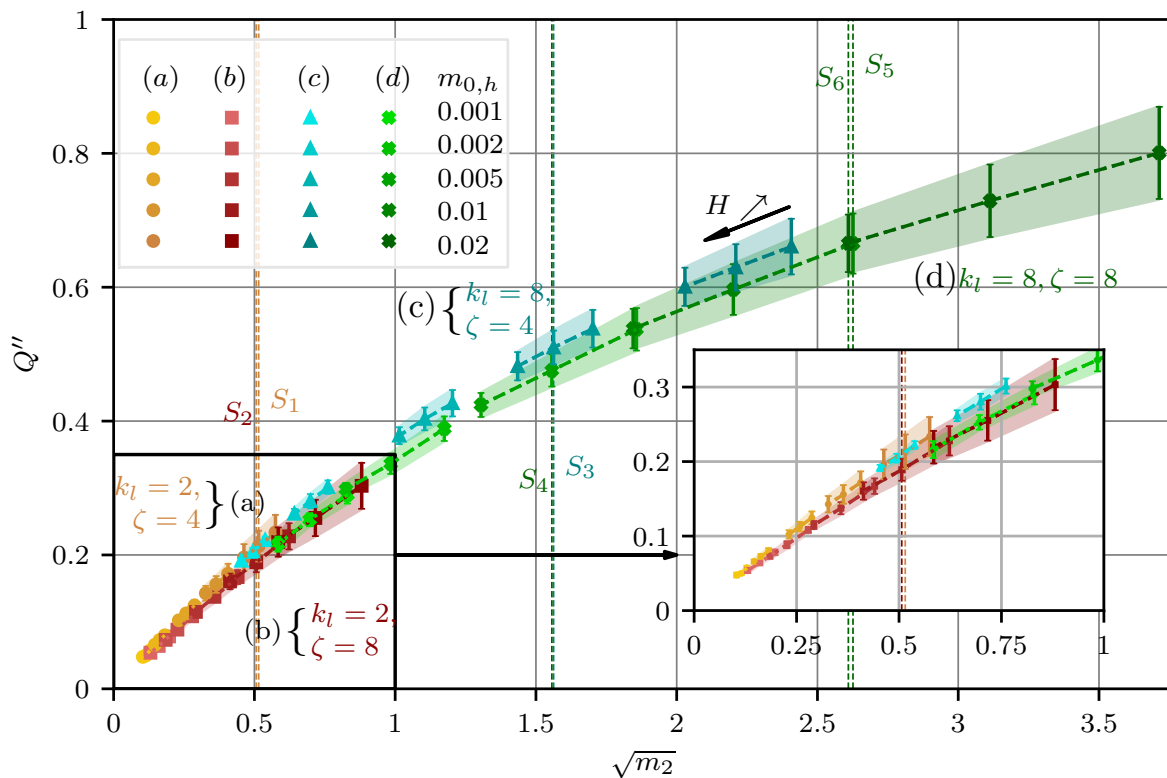 1
0.8
0.6
0.4
0.2
0
Q″
(a) (b) (c) (d) m₀,ₕ
0.001
0.002
0.005
0.01
0.02
H ↗
S₆ S₅
(c) { kₗ = 8,
ζ = 4
(d) kₗ = 8, ζ = 8
S₂ S₁
S₄ S₃
kₗ = 2,
ζ = 4 } (a)
(b) { kₗ = 2,
ζ = 8
0.3
0.2
0.1
0
0 0.25 0.5 0.75 1
0 0.5 1 1.5 2 2.5 3 3.5
√m₂